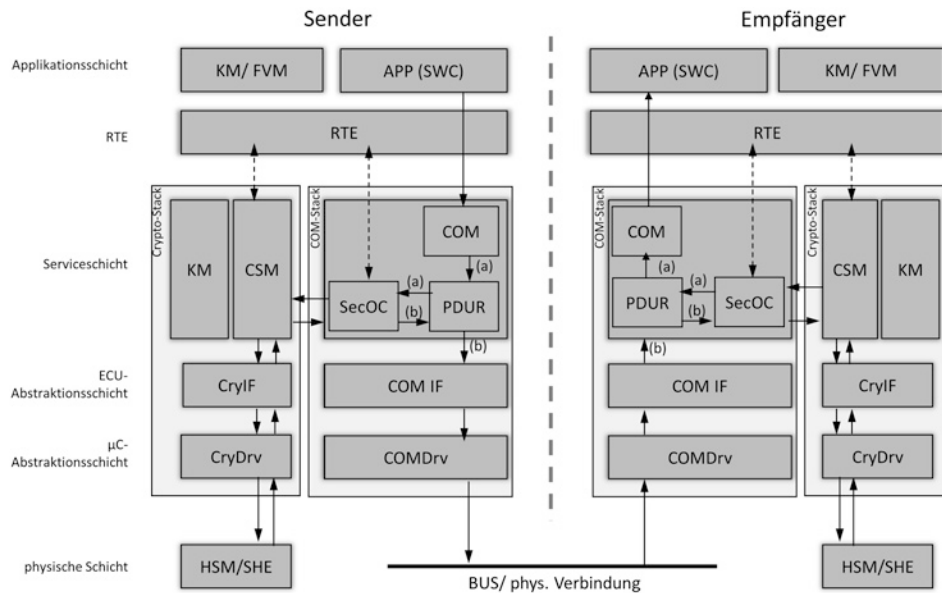 Sender
Empfänger
Applikationsschicht
KM/ FVM
APP (SWC)
APP (SWC)
KM/ FVM
RTE
RTE
RTE
Crypto-Stack
COM-Stack
COM-Stack
Crypto-Stack
Serviceschicht
KM
CSM
COM
(a)
(a)
SecOC
(b)
PDUR
(b)
COM
(a)
(a)
PDUR
(b)
SecOC
(b)
CSM
KM
ECU-
Abstraktionsschicht
CryIF
COM IF
COM IF
CryIF
µC-
Abstraktionsschicht
CryDrv
COMDrv
COMDrv
CryDrv
physische Schicht
HSM/SHE
BUS/ phys. Verbindung
HSM/SHE